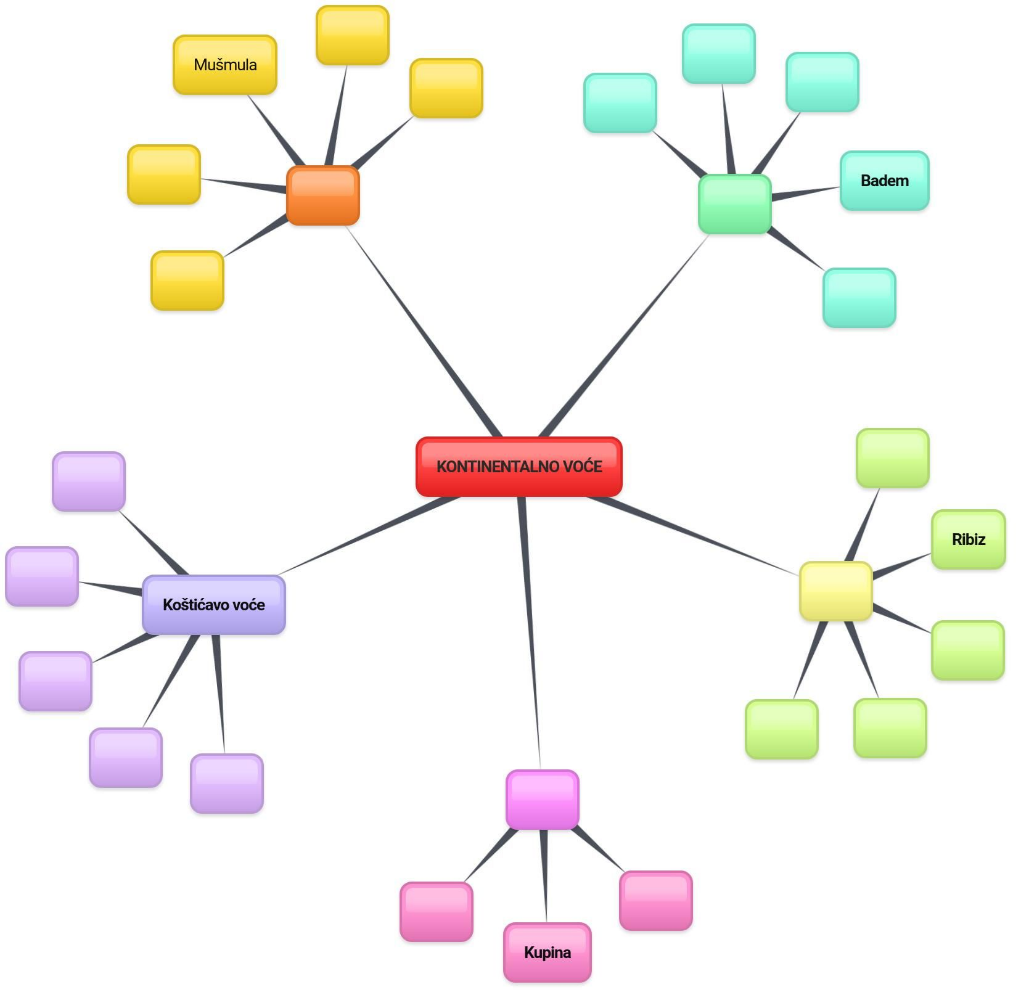 Mušmula
Badem
KONTINENTALNO VOĆE
Ribiz
Koštićavo voće
Kupina